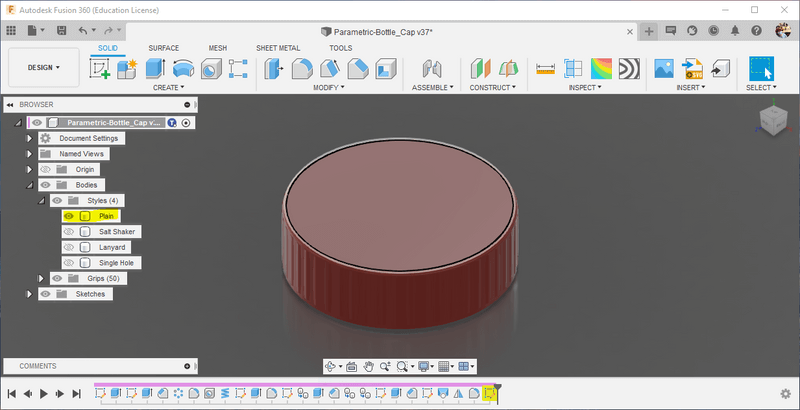 Autodesk Fusion 360 (Education License)
Parametric-Bottle_Cap v37*
SOLID SURFACE MESH SHEET METAL TOOLS
DESIGN
CREATE MODIFY ASSEMBLE CONSTRUCT INSPECT INSERT SELECT
BROWSER
Parametric-Bottle_Cap v...
Document Settings
Named Views
Origin
Bodies
Styles (4)
Plain
Salt Shaker
Lanyard
Single Hole
Grips (50)
Sketches
COMMENTS